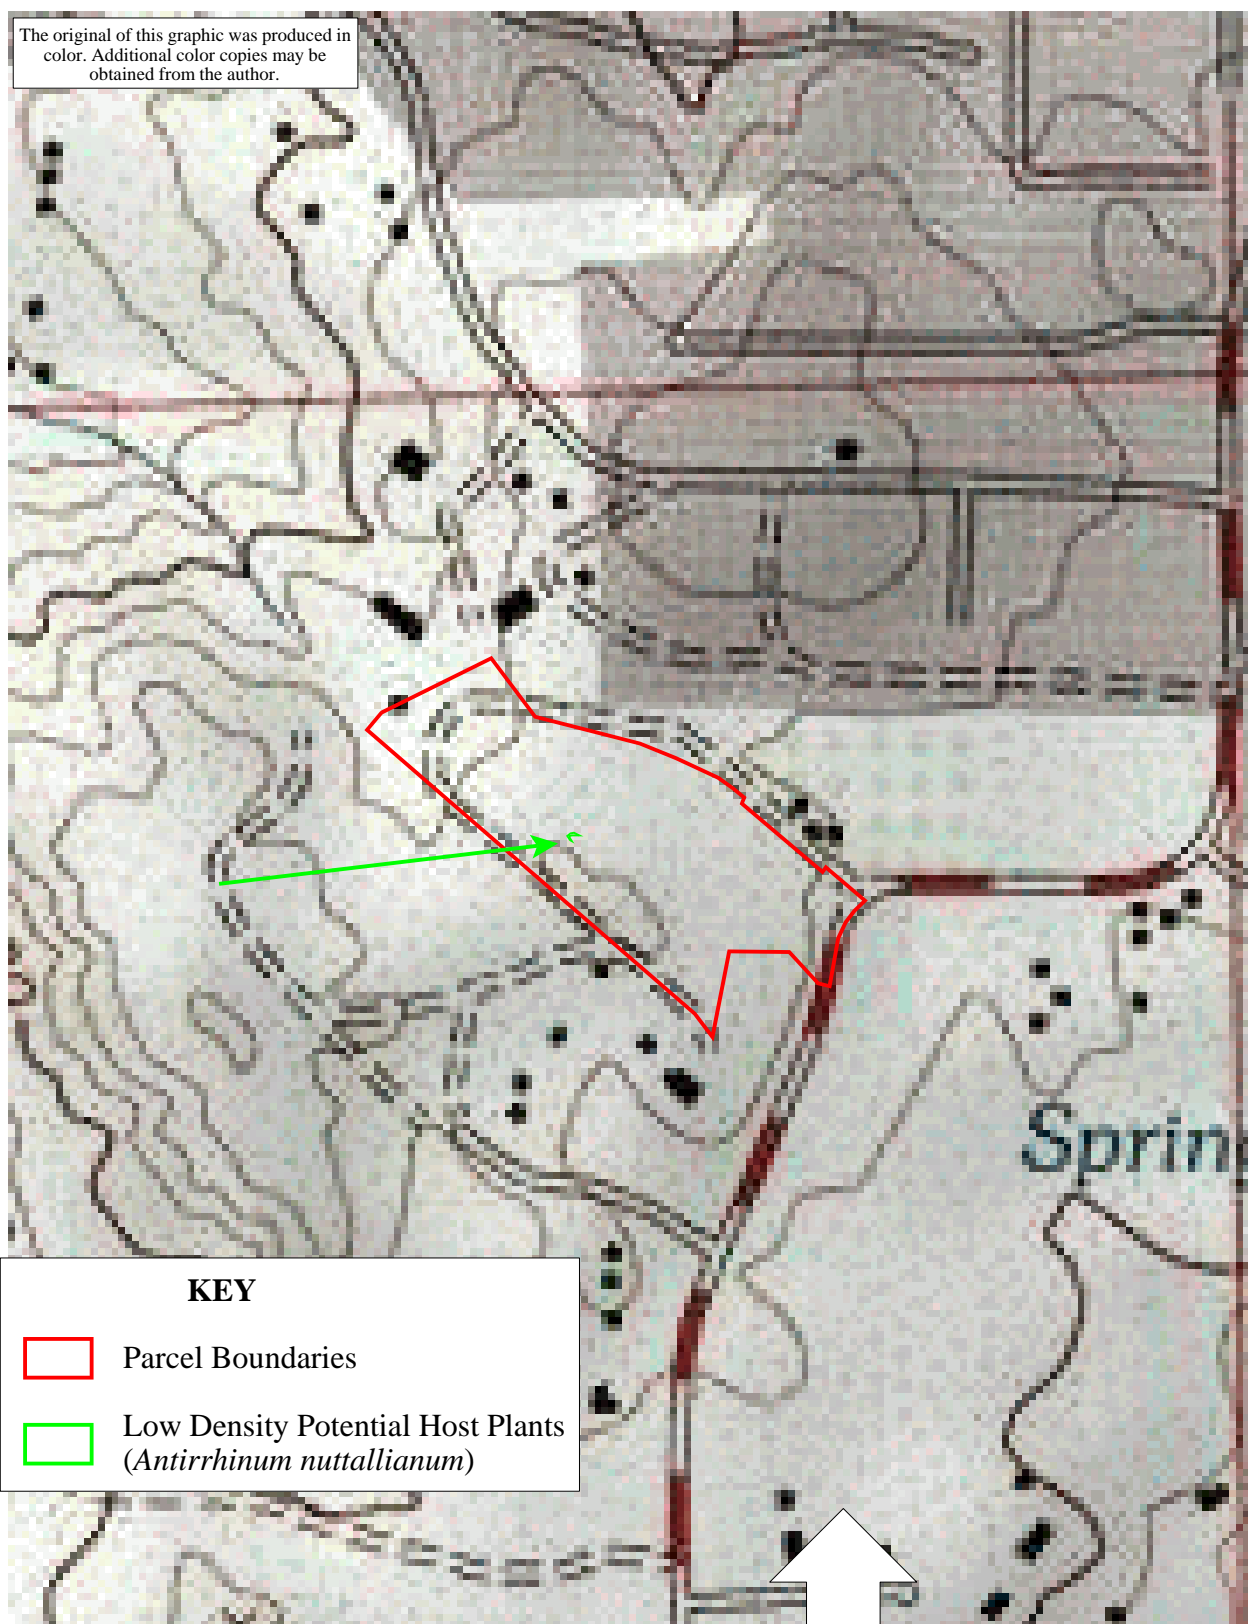 The original of this graphic was produced in
color. Additional color copies may be
obtained from the author.
Spring
KEY
Parcel Boundaries
Low Density Potential Host Plants
(Antirrhinum nuttallianum)